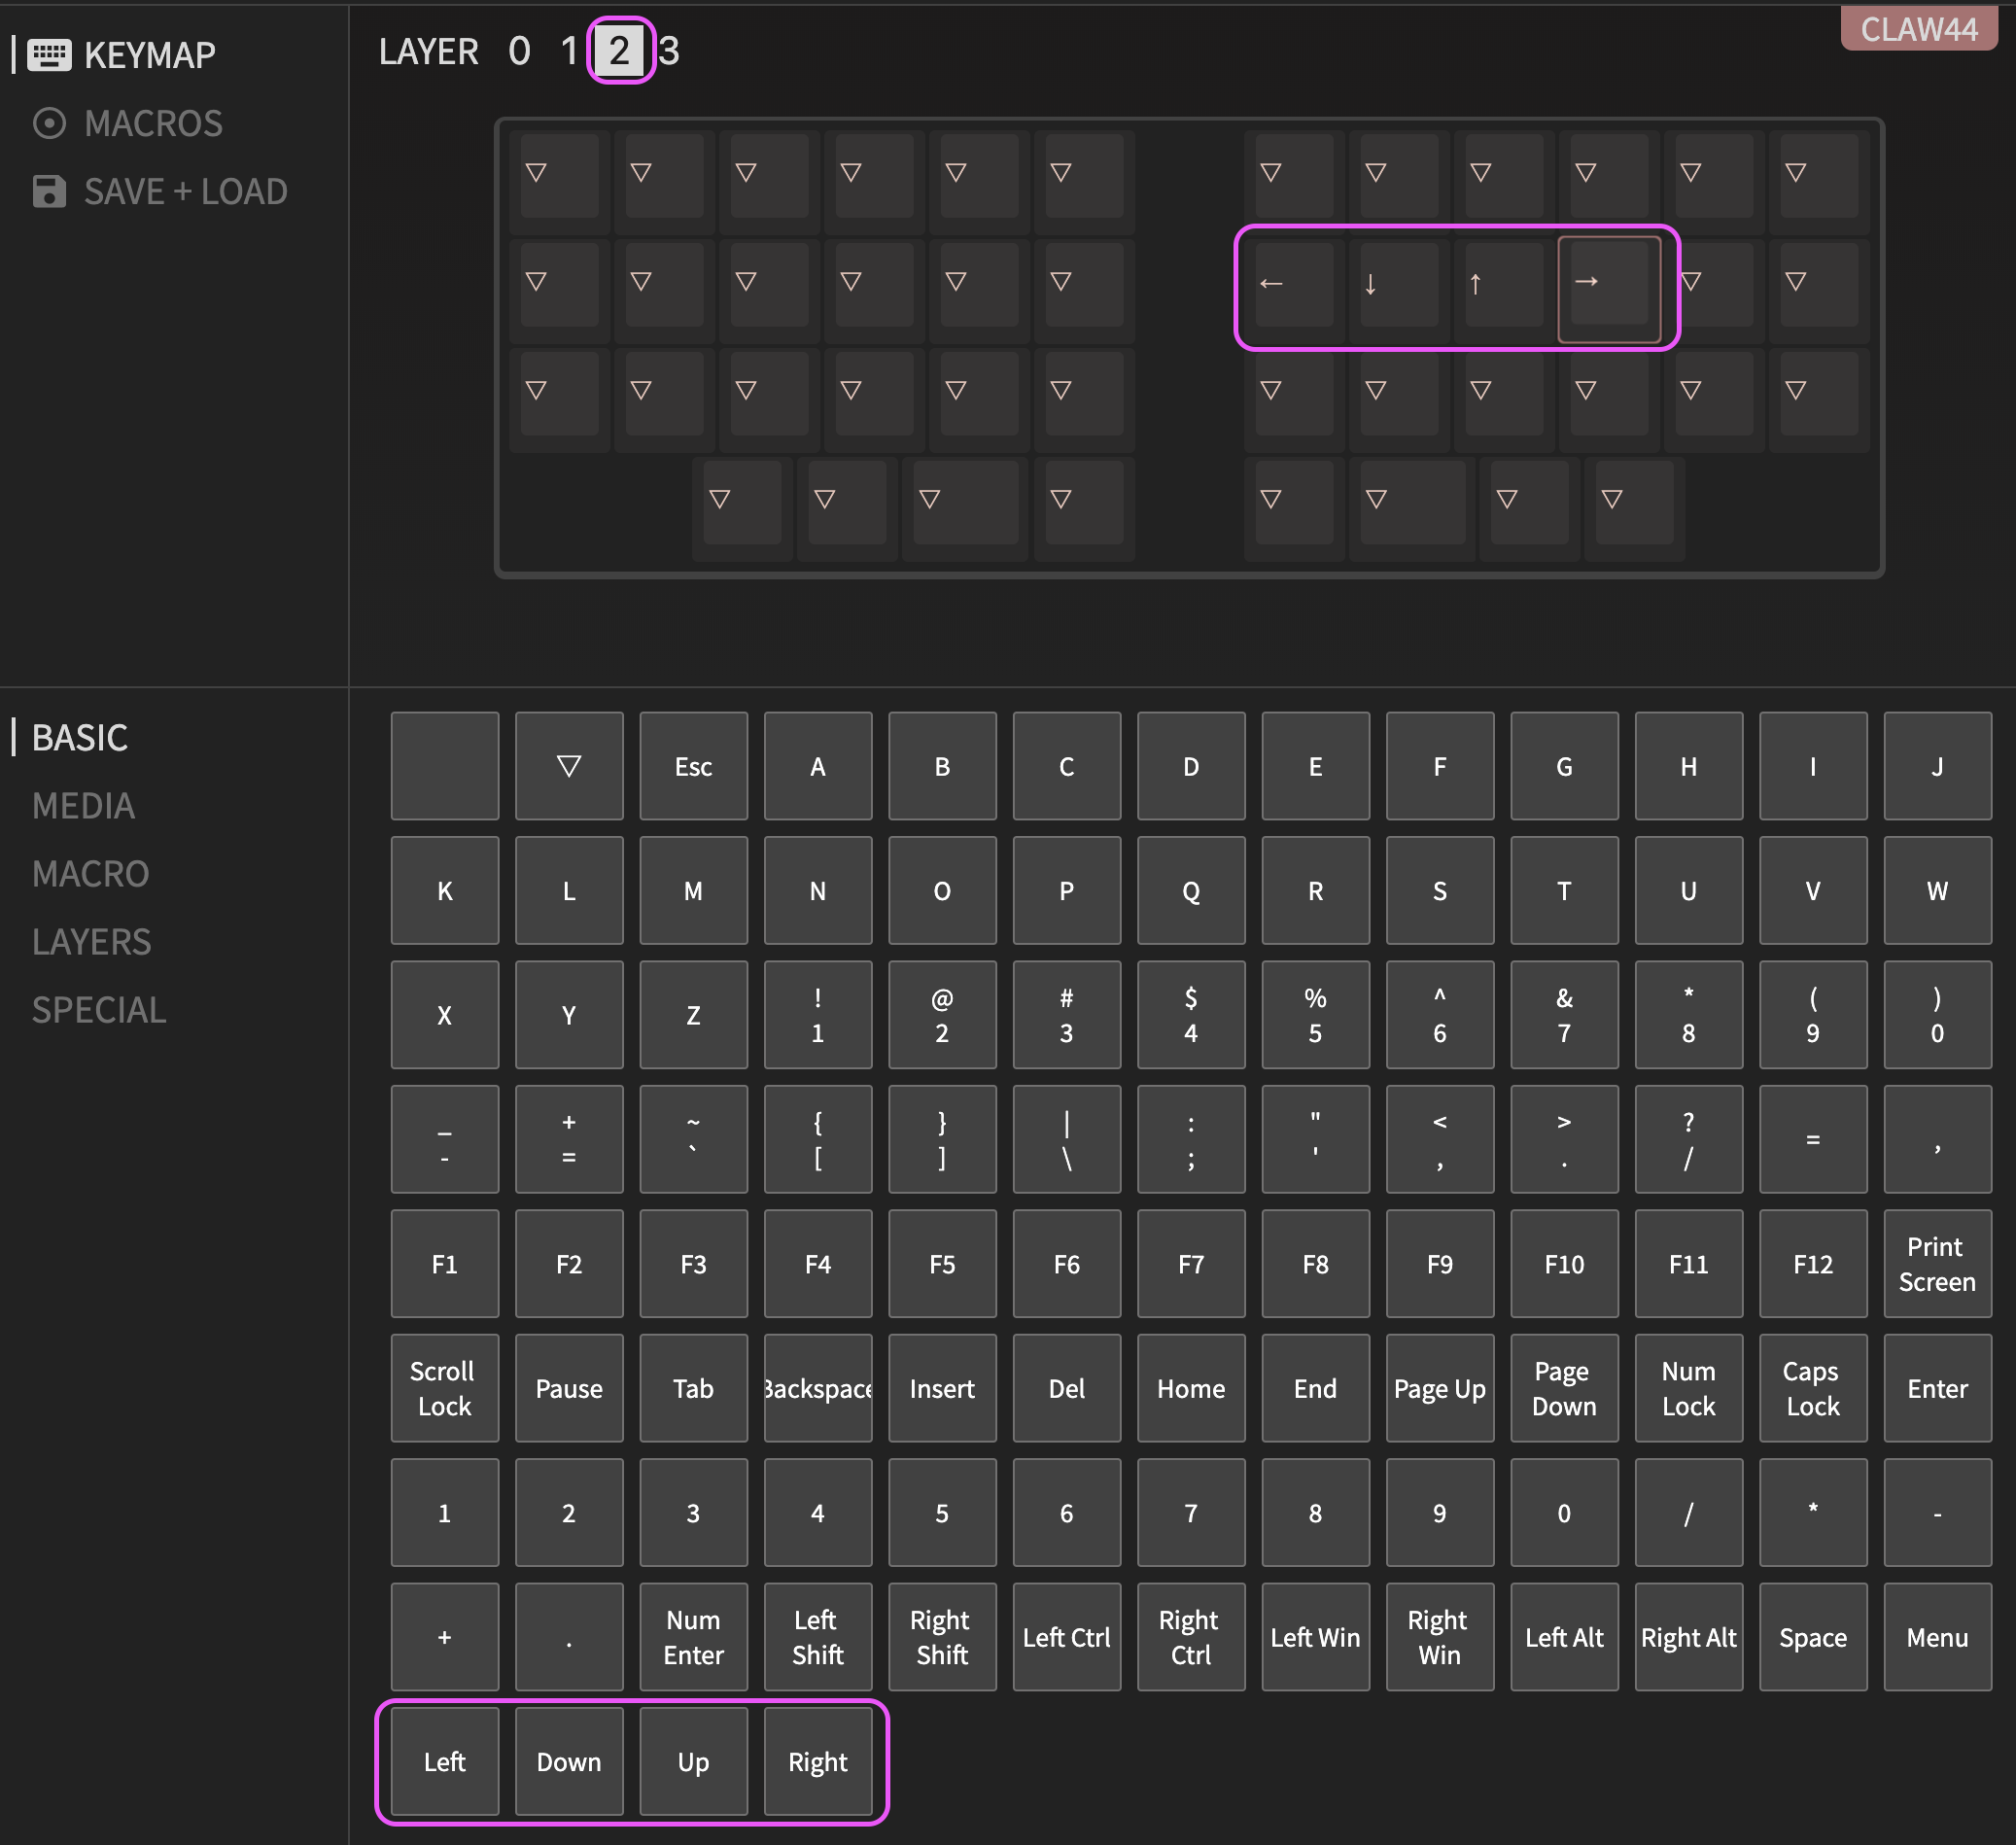 KEYMAP
MACROS
SAVE + LOAD
LAYER 0 1 2 3
CLAW44
▽ ▽ ▽ ▽ ▽ ▽ ▽ ▽ ▽ ▽ ▽ ▽
▽ ▽ ▽ ▽ ▽ ▽ ← ↓ ↑ → ▽ ▽
▽ ▽ ▽ ▽ ▽ ▽ ▽ ▽ ▽ ▽ ▽ ▽
▽ ▽ ▽ ▽ ▽ ▽ ▽ ▽
BASIC
MEDIA
MACRO
LAYERS
SPECIAL
▽ Esc A B C D E F G H I J
K L M N O P Q R S T U V W
X Y Z ! 1 @ 2 # 3 $ 4 % 5 ^ 6 & 7 * 8 ( 9 ) 0
_ - + = ~ ` { [ } ] | \ : ; " ' < , > . ? / = ,
F1 F2 F3 F4 F5 F6 F7 F8 F9 F10 F11 F12 Print Screen
Scroll Lock Pause Tab Backspace Insert Del Home End Page Up Page Down Num Lock Caps Lock Enter
1 2 3 4 5 6 7 8 9 0 / * -
+ . Num Enter Left Shift Right Shift Left Ctrl Right Ctrl Left Win Right Win Left Alt Right Alt Space Menu
Left Down Up Right